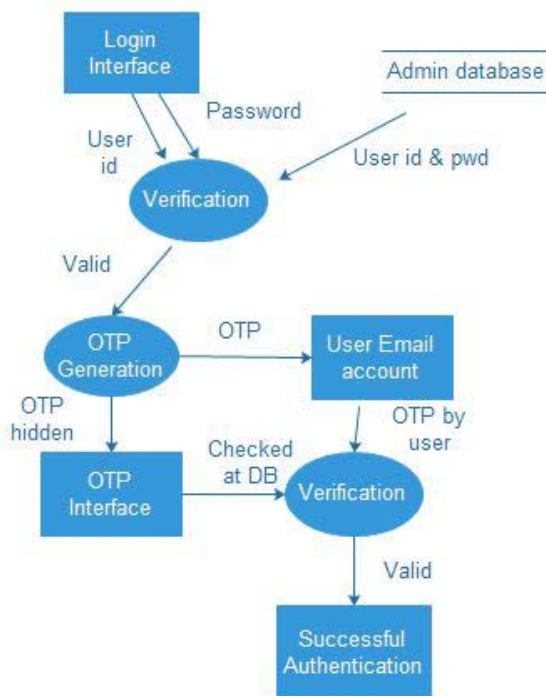 Login
Interface
Admin database
Password
User
id
User id & pwd
Verification
Valid
OTP
Generation
OTP
User Email
account
OTP
hidden
OTP by
user
Checked
at DB
OTP
Interface
Verification
Valid
Successful
Authentication